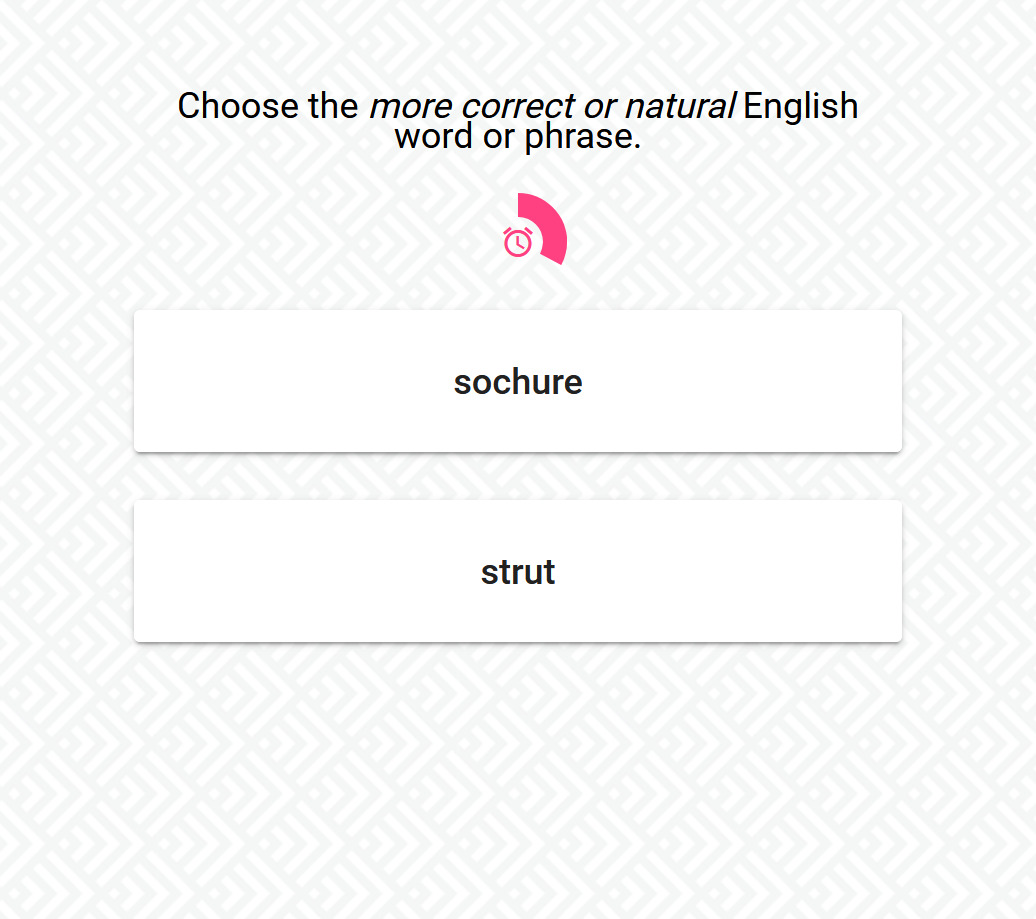 Choose the more correct or natural English
word or phrase.
sochure
strut